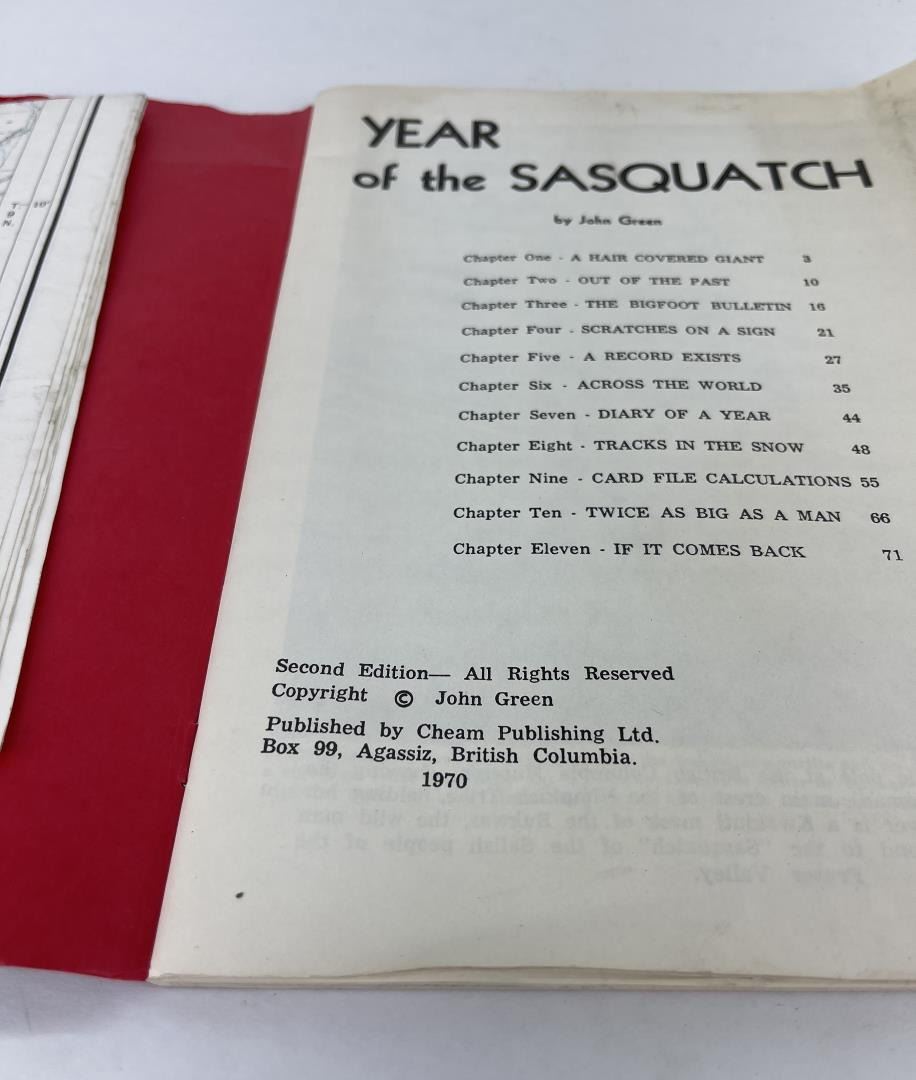 T.
9
N.
10'
YEAR
of the SASQUATCH
by John Green
Chapter One - A HAIR COVERED GIANT 3
Chapter Two - OUT OF THE PAST 10
Chapter Three - THE BIGFOOT BULLETIN 16
Chapter Four - SCRATCHES ON A SIGN 21
Chapter Five - A RECORD EXISTS 27
Chapter Six - ACROSS THE WORLD 35
Chapter Seven - DIARY OF A YEAR 44
Chapter Eight - TRACKS IN THE SNOW 48
Chapter Nine - CARD FILE CALCULATIONS 55
Chapter Ten - TWICE AS BIG AS A MAN 66
Chapter Eleven - IF IT COMES BACK 71
Second Edition— All Rights Reserved
Copyright © John Green
Published by Cheam Publishing Ltd.
Box 99, Agassiz, British Columbia.
1970